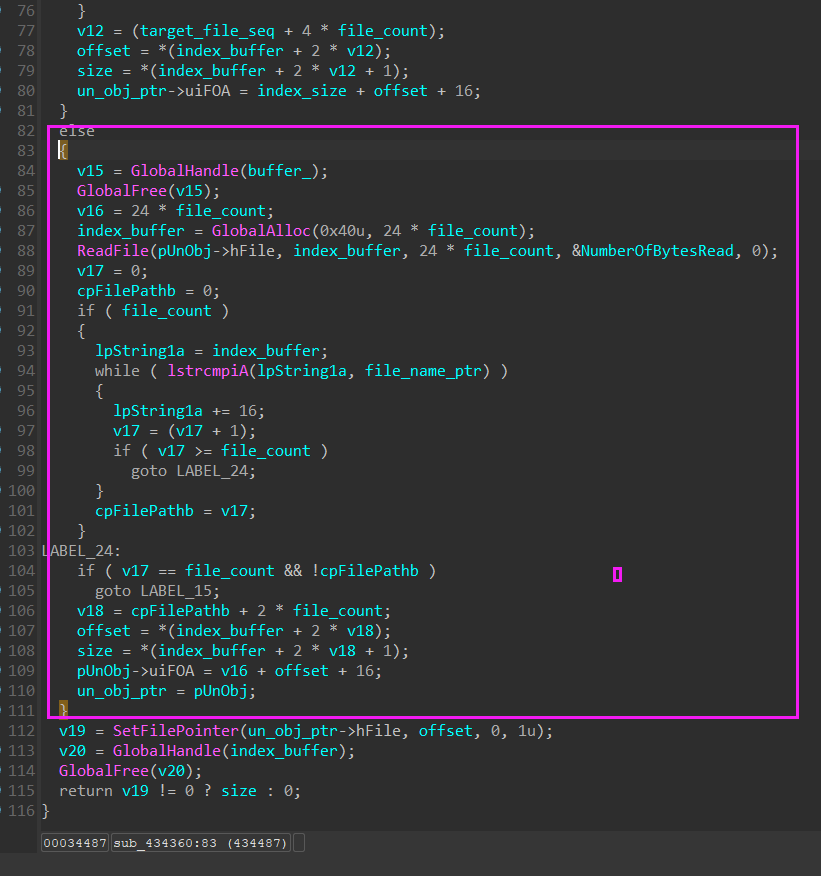 76 }
77 v12 = (target_file_seq + 4 * file_count);
78 offset = *(index_buffer + 2 * v12);
79 size = *(index_buffer + 2 * v12 + 1);
80 un_obj_ptr->uiFOA = index_size + offset + 16;
81 }
82 else
83 {
84 v15 = GlobalHandle(buffer_);
85 GlobalFree(v15);
86 v16 = 24 * file_count;
87 index_buffer = GlobalAlloc(0x40u, 24 * file_count);
88 ReadFile(pUnObj->hFile, index_buffer, 24 * file_count, &NumberOfBytesRead, 0);
89 v17 = 0;
90 cpFilePathb = 0;
91 if ( file_count )
92 {
93 lpString1a = index_buffer;
94 while ( lstrcmpiA(lpString1a, file_name_ptr) )
95 {
96 lpString1a += 16;
97 v17 = (v17 + 1);
98 if ( v17 >= file_count )
99 goto LABEL_24;
100 }
101 cpFilePathb = v17;
102 }
103 LABEL_24:
104 if ( v17 == file_count && !cpFilePathb )
105 goto LABEL_15;
106 v18 = cpFilePathb + 2 * file_count;
107 offset = *(index_buffer + 2 * v18);
108 size = *(index_buffer + 2 * v18 + 1);
109 pUnObj->uiFOA = v16 + offset + 16;
110 un_obj_ptr = pUnObj;
111 }
112 v19 = SetFilePointer(un_obj_ptr->hFile, offset, 0, 1u);
113 v20 = GlobalHandle(index_buffer);
114 GlobalFree(v20);
115 return v19 != 0 ? size : 0;
116 }
00034487 sub_434360:83 (434487)